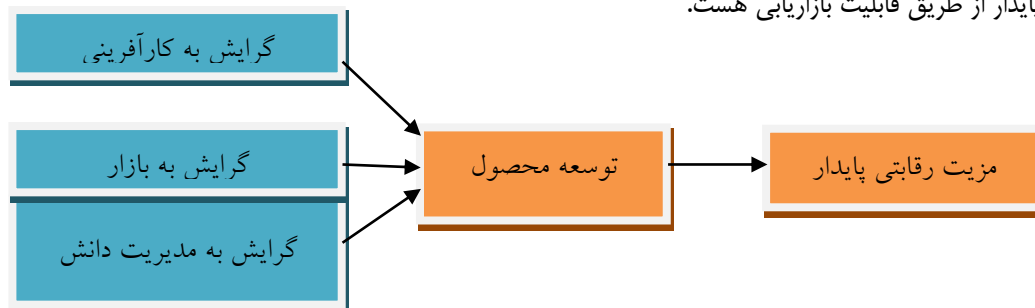 پایدار از طریق قابلیت بازاریابی هست.
گرایش به کارآفرینی
گرایش به بازار
توسعه محصول
مزیت رقابتی پایدار
گرایش به مدیریت دانش